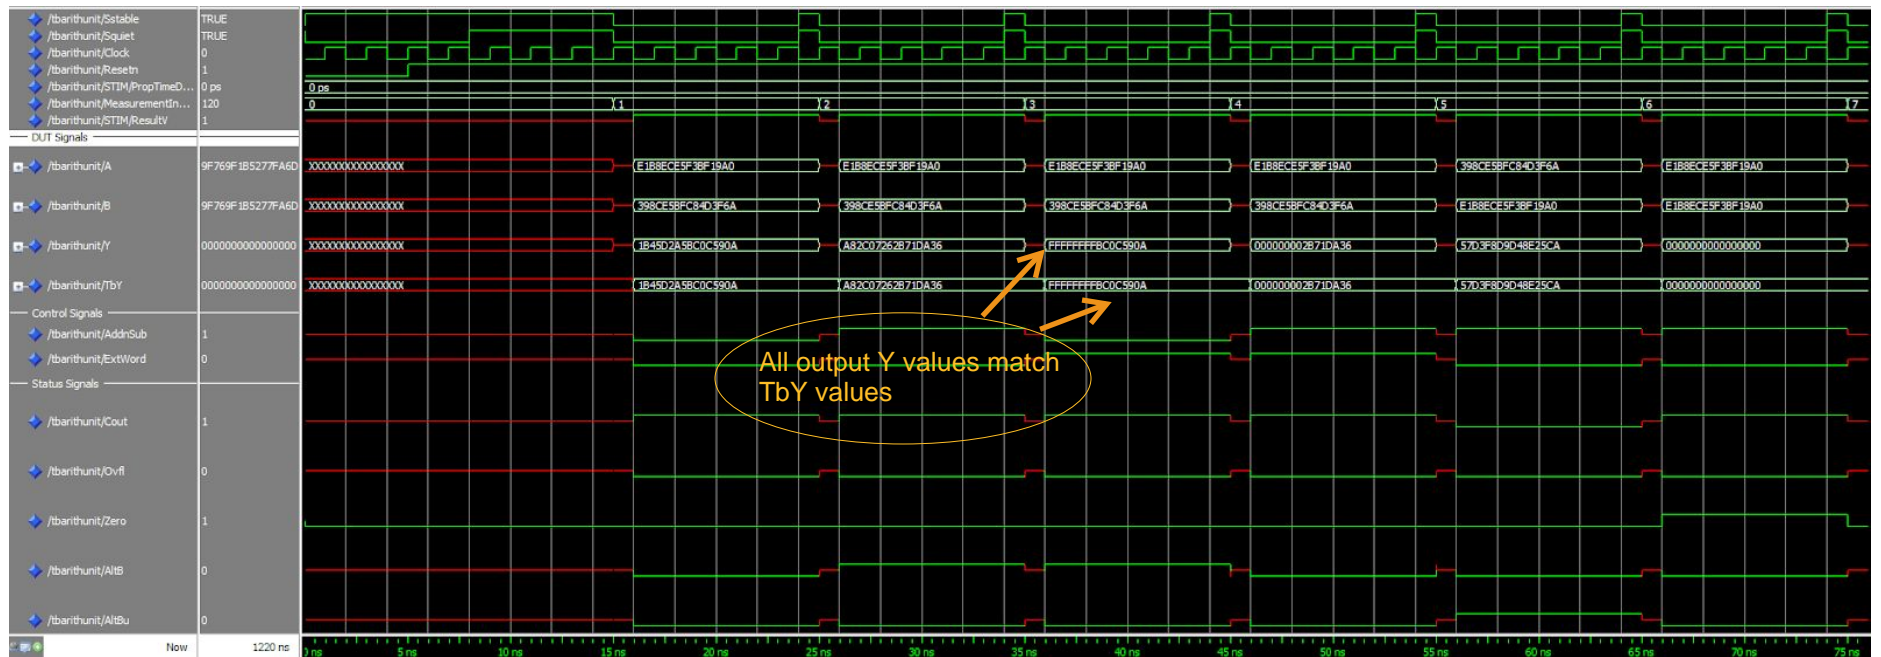 /tbarithunit/Sstable TRUE
/tbarithunit/Squiet TRUE
/tbarithunit/Clock 0
/tbarithunit/Resetn 1
/tbarithunit/STIM/PropTimeD... 0 ps 0 ps
/tbarithunit/MeasurementIn... 120 0 1 2 3 4 5 6 7
/tbarithunit/STIM/ResultV 1
DUT Signals
/tbarithunit/A 9F769F1B5277FA6D XXXXXXXXXXXXXXXX E1B8ECE5F3BF19A0 E1B8ECE5F3BF19A0 E1B8ECE5F3BF19A0 E1B8ECE5F3BF19A0 398CE5BFC84D3F6A E1B8ECE5F3BF19A0
/tbarithunit/B 9F769F1B5277FA6D XXXXXXXXXXXXXXXX 398CE5BFC84D3F6A 398CE5BFC84D3F6A 398CE5BFC84D3F6A 398CE5BFC84D3F6A E1B8ECE5F3BF19A0 E1B8ECE5F3BF19A0
/tbarithunit/Y 0000000000000000 XXXXXXXXXXXXXXXX 1B45D2A5BC0C590A A82C07262B71DA36 FFFFFFFFBC0C590A 000000002B71DA36 57D3F8D9D48E25CA 0000000000000000
/tbarithunit/TbY 0000000000000000 XXXXXXXXXXXXXXXX 1B45D2A5BC0C590A A82C07262B71DA36 FFFFFFFFBC0C590A 000000002B71DA36 57D3F8D9D48E25CA 0000000000000000
Control Signals
/tbarithunit/AddnSub 1
/tbarithunit/ExtWord 0
All output Y values match
TbY values
Status Signals
/tbarithunit/Cout 1
/tbarithunit/Ovfl 0
/tbarithunit/Zero 1
/tbarithunit/AltB 0
/tbarithunit/AltBu 0
Now 1220 ns ns 5 ns 10 ns 15 ns 20 ns 25 ns 30 ns 35 ns 40 ns 45 ns 50 ns 55 ns 60 ns 65 ns 70 ns 75 ns